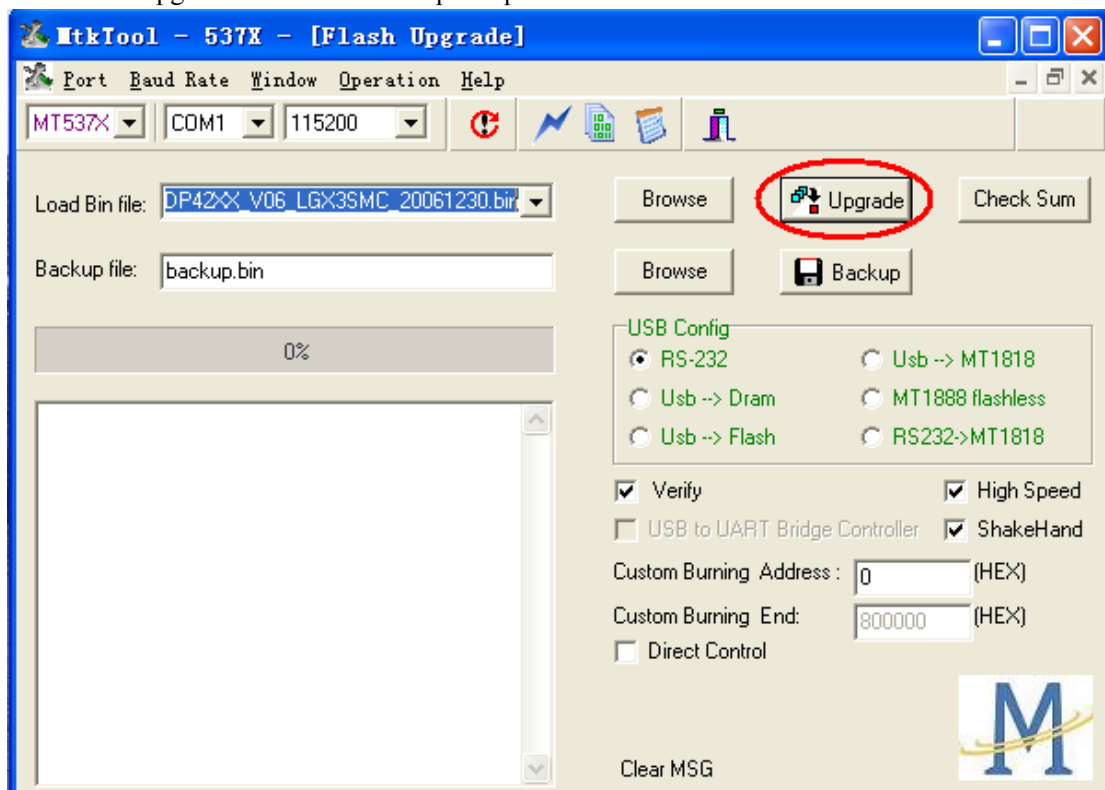 MtkTool - 537X - [Flash Upgrade]
Port Baud Rate Window Operation Help
MT537X COM1 115200
Load Bin file: DP42XX_V06_LGX3SMC_20061230.bin Browse Upgrade Check Sum
Backup file: backup.bin Browse Backup
0%
USB Config
RS-232 Usb --> MT1818
Usb --> Dram MT1888 flashless
Usb --> Flash RS232->MT1818
Verify High Speed
USB to UART Bridge Controller ShakeHand
Custom Burning Address : 0 (HEX)
Custom Burning End: 800000 (HEX)
Direct Control
M
Clear MSG